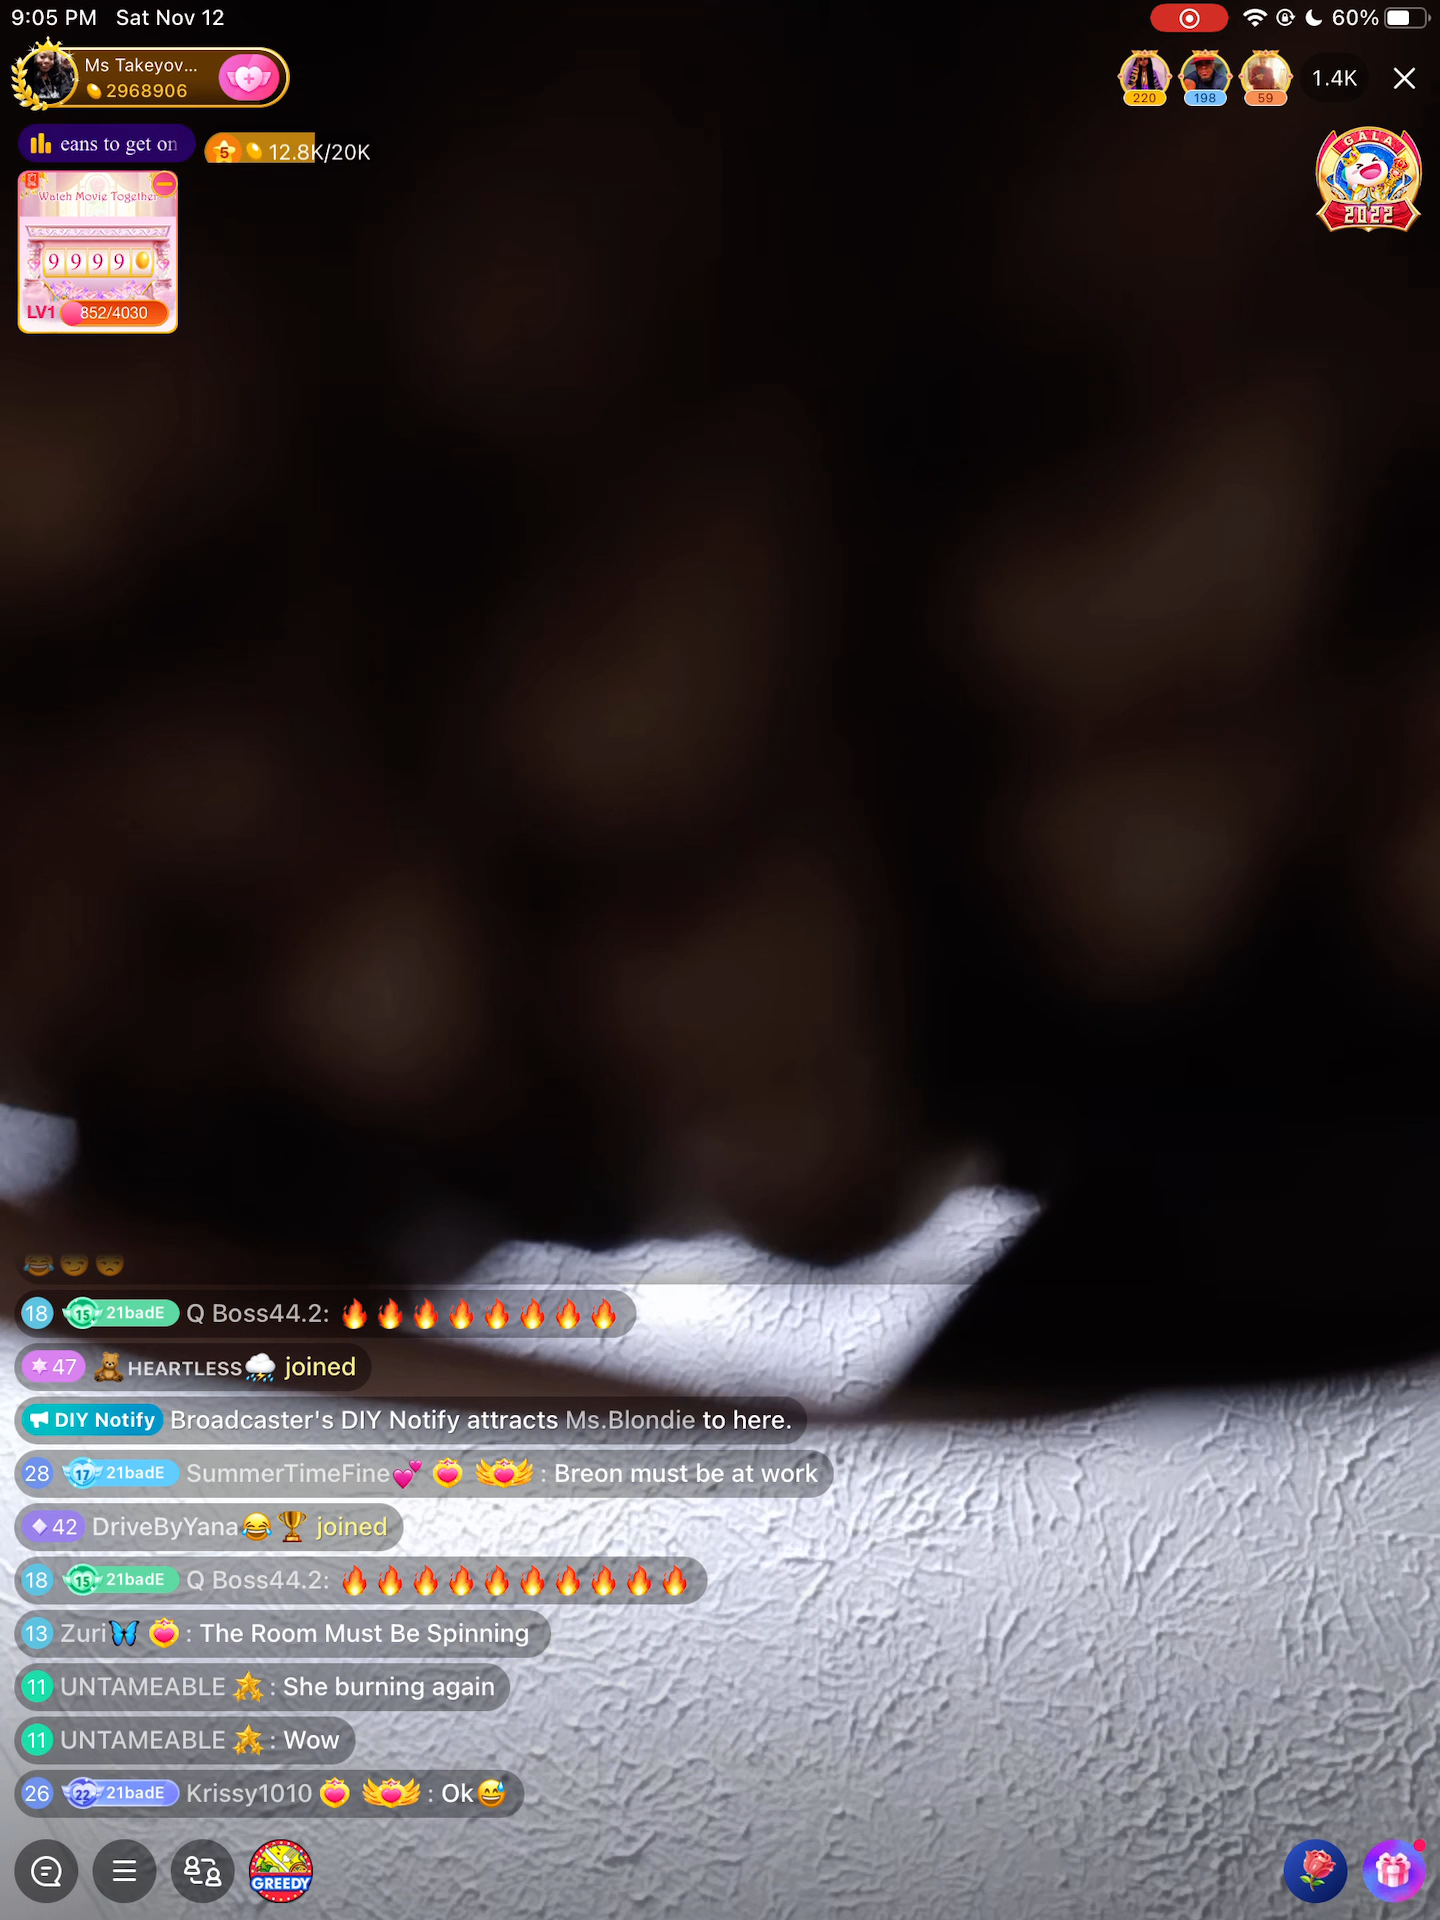 9:05 PM Sat Nov 12
60%
Ms Takeyov...
2968906
220
198
59
1.4K
eans to get on
5 12.8K/20K
GALA
2022
Watch Movie Together
9 9 9 9
LV1 852/4030
😂😏😒
18 15 21badE Q Boss44.2: 🔥🔥🔥🔥🔥🔥🔥🔥
47 🧸HEARTLESS⛈️ joined
DIY Notify Broadcaster's DIY Notify attracts Ms.Blondie to here.
28 17 21badE SummerTimeFine💕 : Breon must be at work
42 DriveByYana😂🏆 joined
18 15 21badE Q Boss44.2: 🔥🔥🔥🔥🔥🔥🔥🔥🔥🔥
13 Zuri🦋 : The Room Must Be Spinning
11 UNTAMEABLE : She burning again
11 UNTAMEABLE : Wow
26 22 21badE Krissy1010 : Ok😅
GREEDY